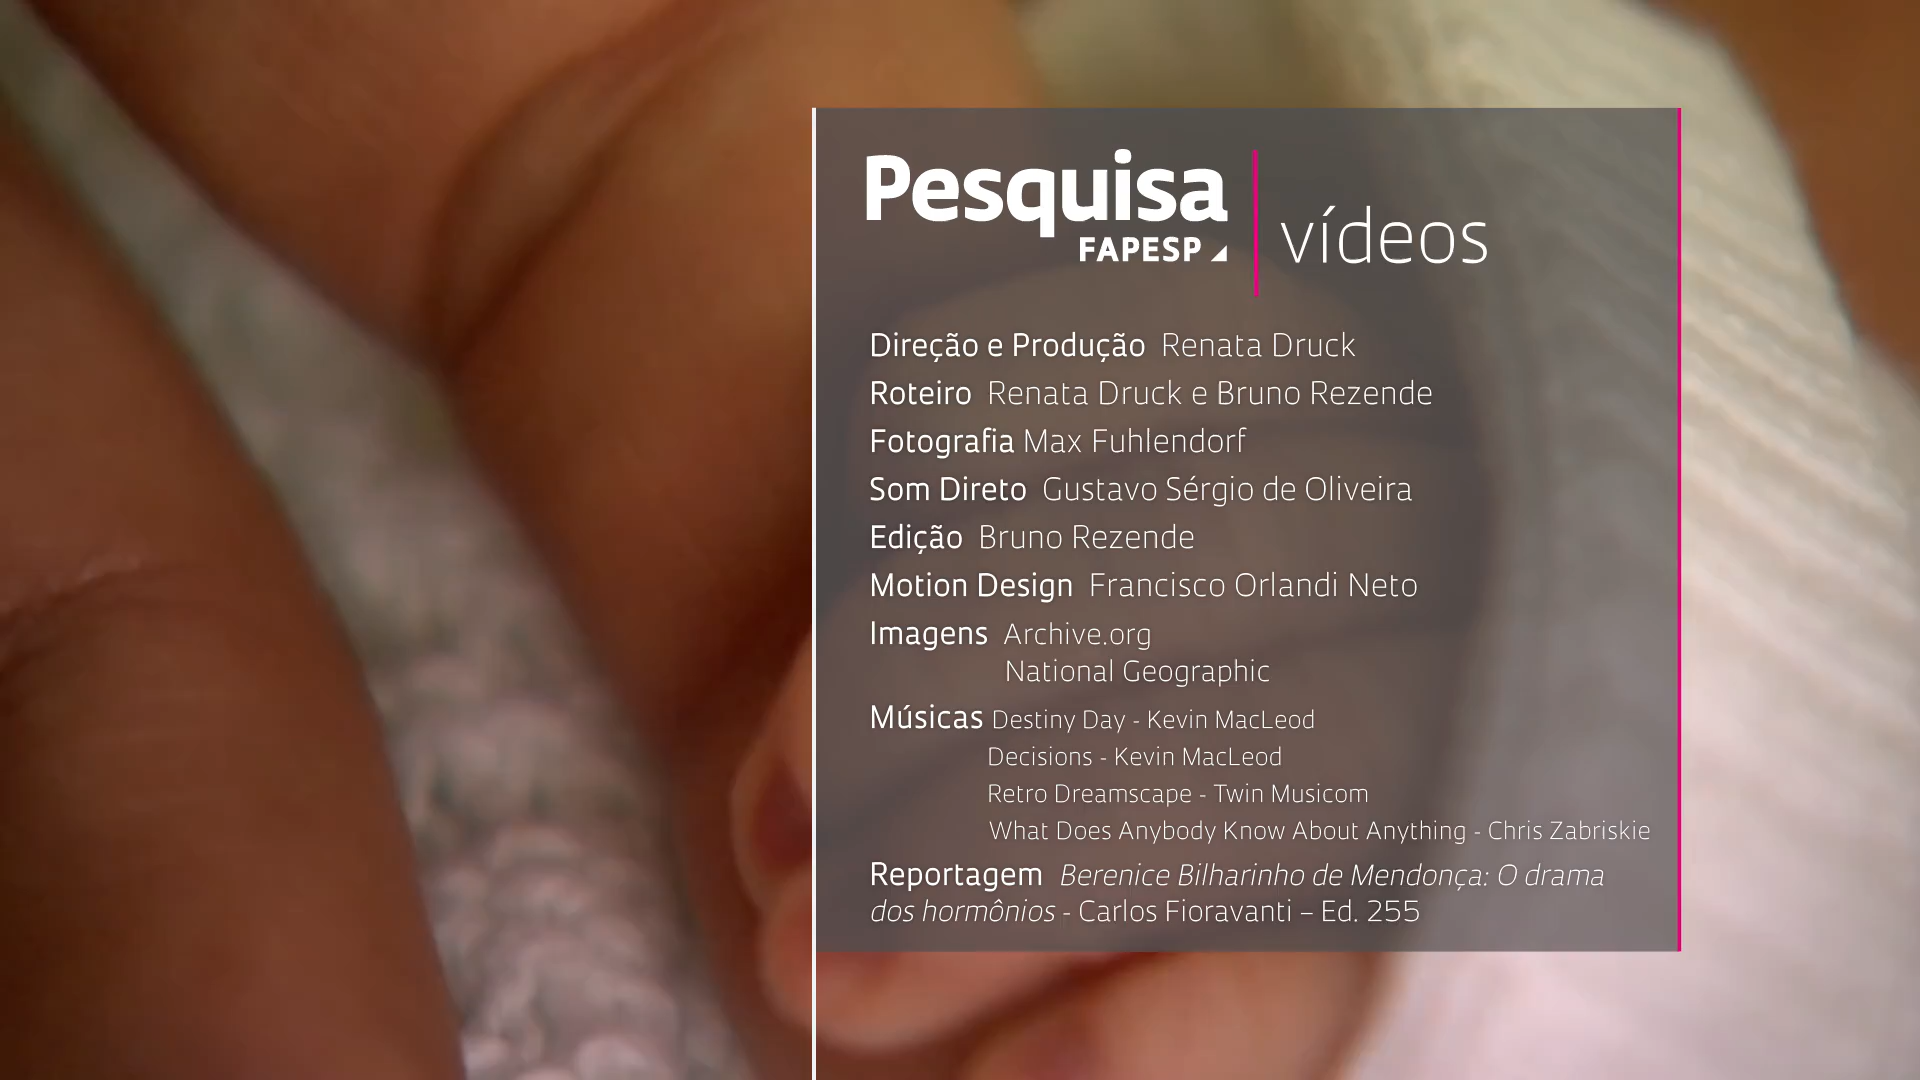 Pesquisa
FAPESP
vídeos
Direção e Produção Renata Druck
Roteiro Renata Druck e Bruno Rezende
Fotografia Max Fuhlendorf
Som Direto Gustavo Sérgio de Oliveira
Edição Bruno Rezende
Motion Design Francisco Orlandi Neto
Imagens Archive.org
National Geographic
Músicas Destiny Day - Kevin MacLeod
Decisions - Kevin MacLeod
Retro Dreamscape - Twin Musicom
What Does Anybody Know About Anything - Chris Zabriskie
Reportagem Berenice Bilharinho de Mendonça: O drama
dos hormônios - Carlos Fioravanti – Ed. 255